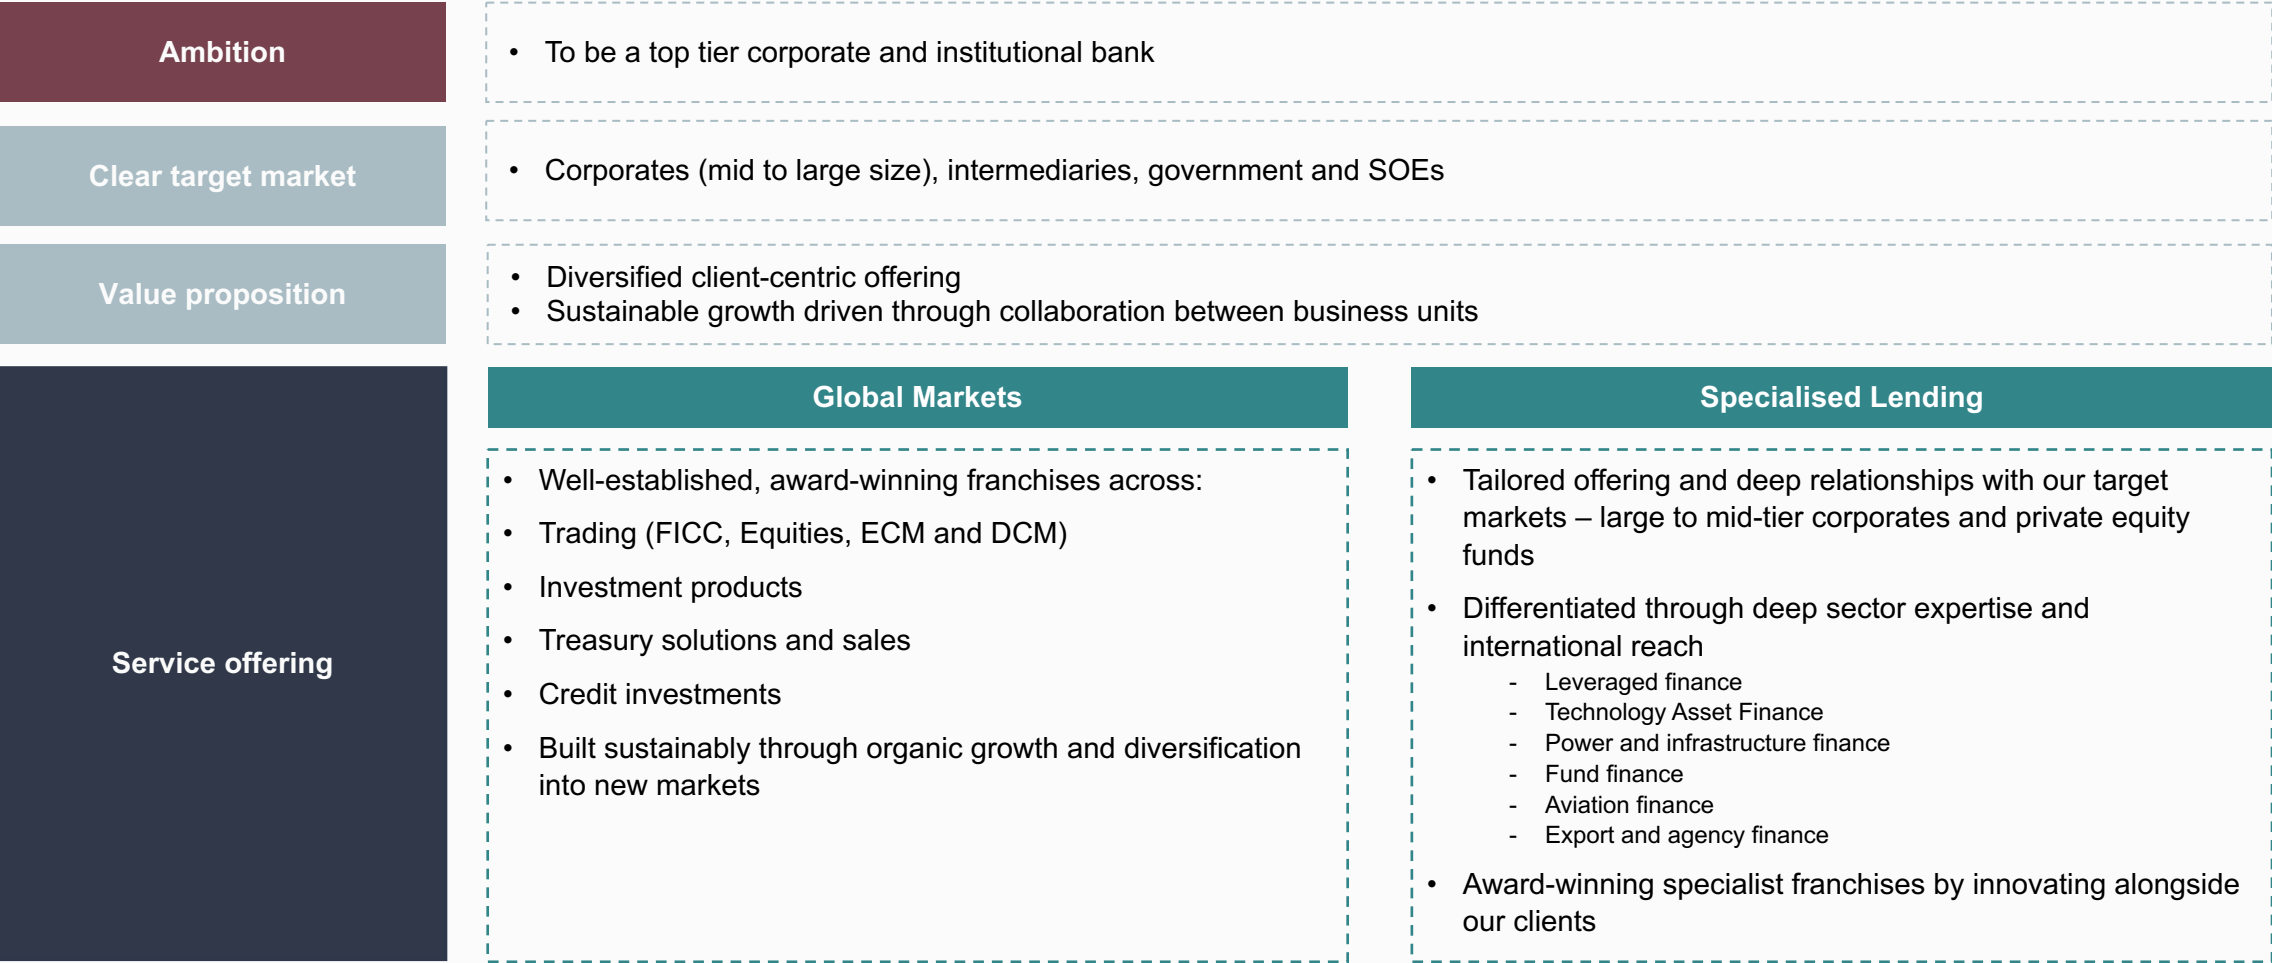 Ambition
• To be a top tier corporate and institutional bank
Clear target market
• Corporates (mid to large size), intermediaries, government and SOEs
Value proposition
• Diversified client-centric offering
• Sustainable growth driven through collaboration between business units
Service offering
Global Markets
• Well-established, award-winning franchises across:
• Trading (FICC, Equities, ECM and DCM)
• Investment products
• Treasury solutions and sales
• Credit investments
• Built sustainably through organic growth and diversification
into new markets
Specialised Lending
• Tailored offering and deep relationships with our target
markets – large to mid-tier corporates and private equity
funds
• Differentiated through deep sector expertise and
international reach
- Leveraged finance
- Technology Asset Finance
- Power and infrastructure finance
- Fund finance
- Aviation finance
- Export and agency finance
• Award-winning specialist franchises by innovating alongside
our clients